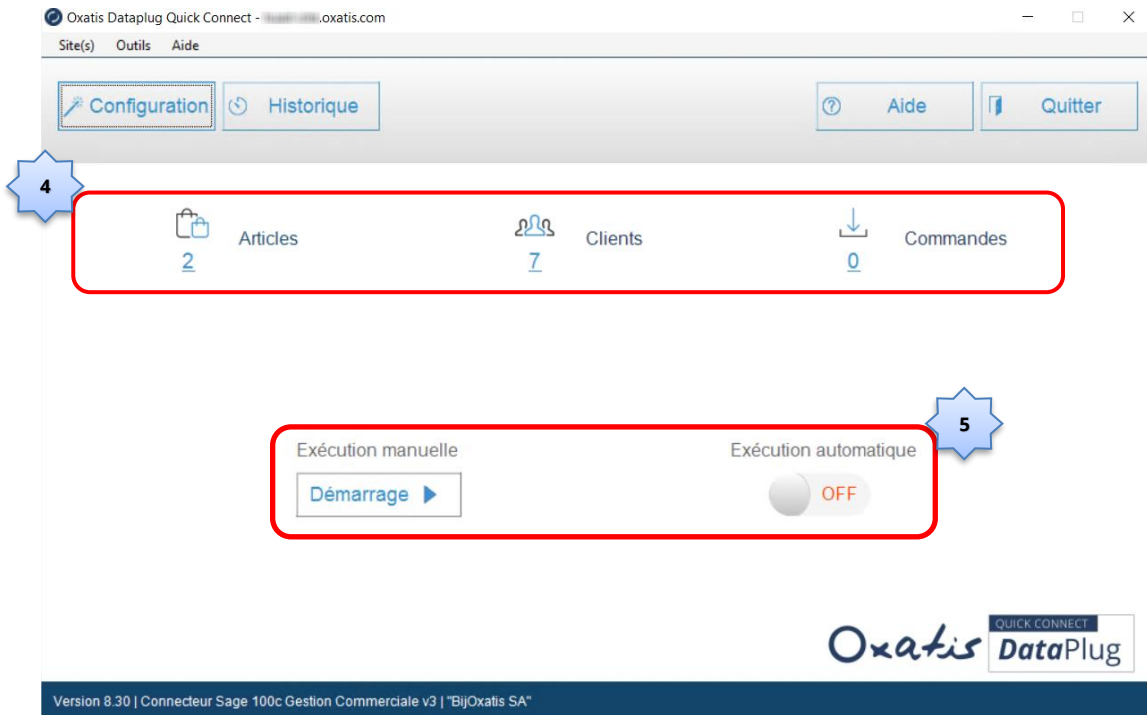 Oxatis Dataplug Quick Connect - .oxatis.com
Site(s) Outils Aide
Configuration Historique Aide Quitter
4
Articles Clients Commandes
2 7 0
5
Exécution manuelle Exécution automatique
Démarrage OFF
Oxatis QUICK CONNECT
DataPlug
Version 8.30 | Connecteur Sage 100c Gestion Commerciale v3 | "BijOxatis SA"